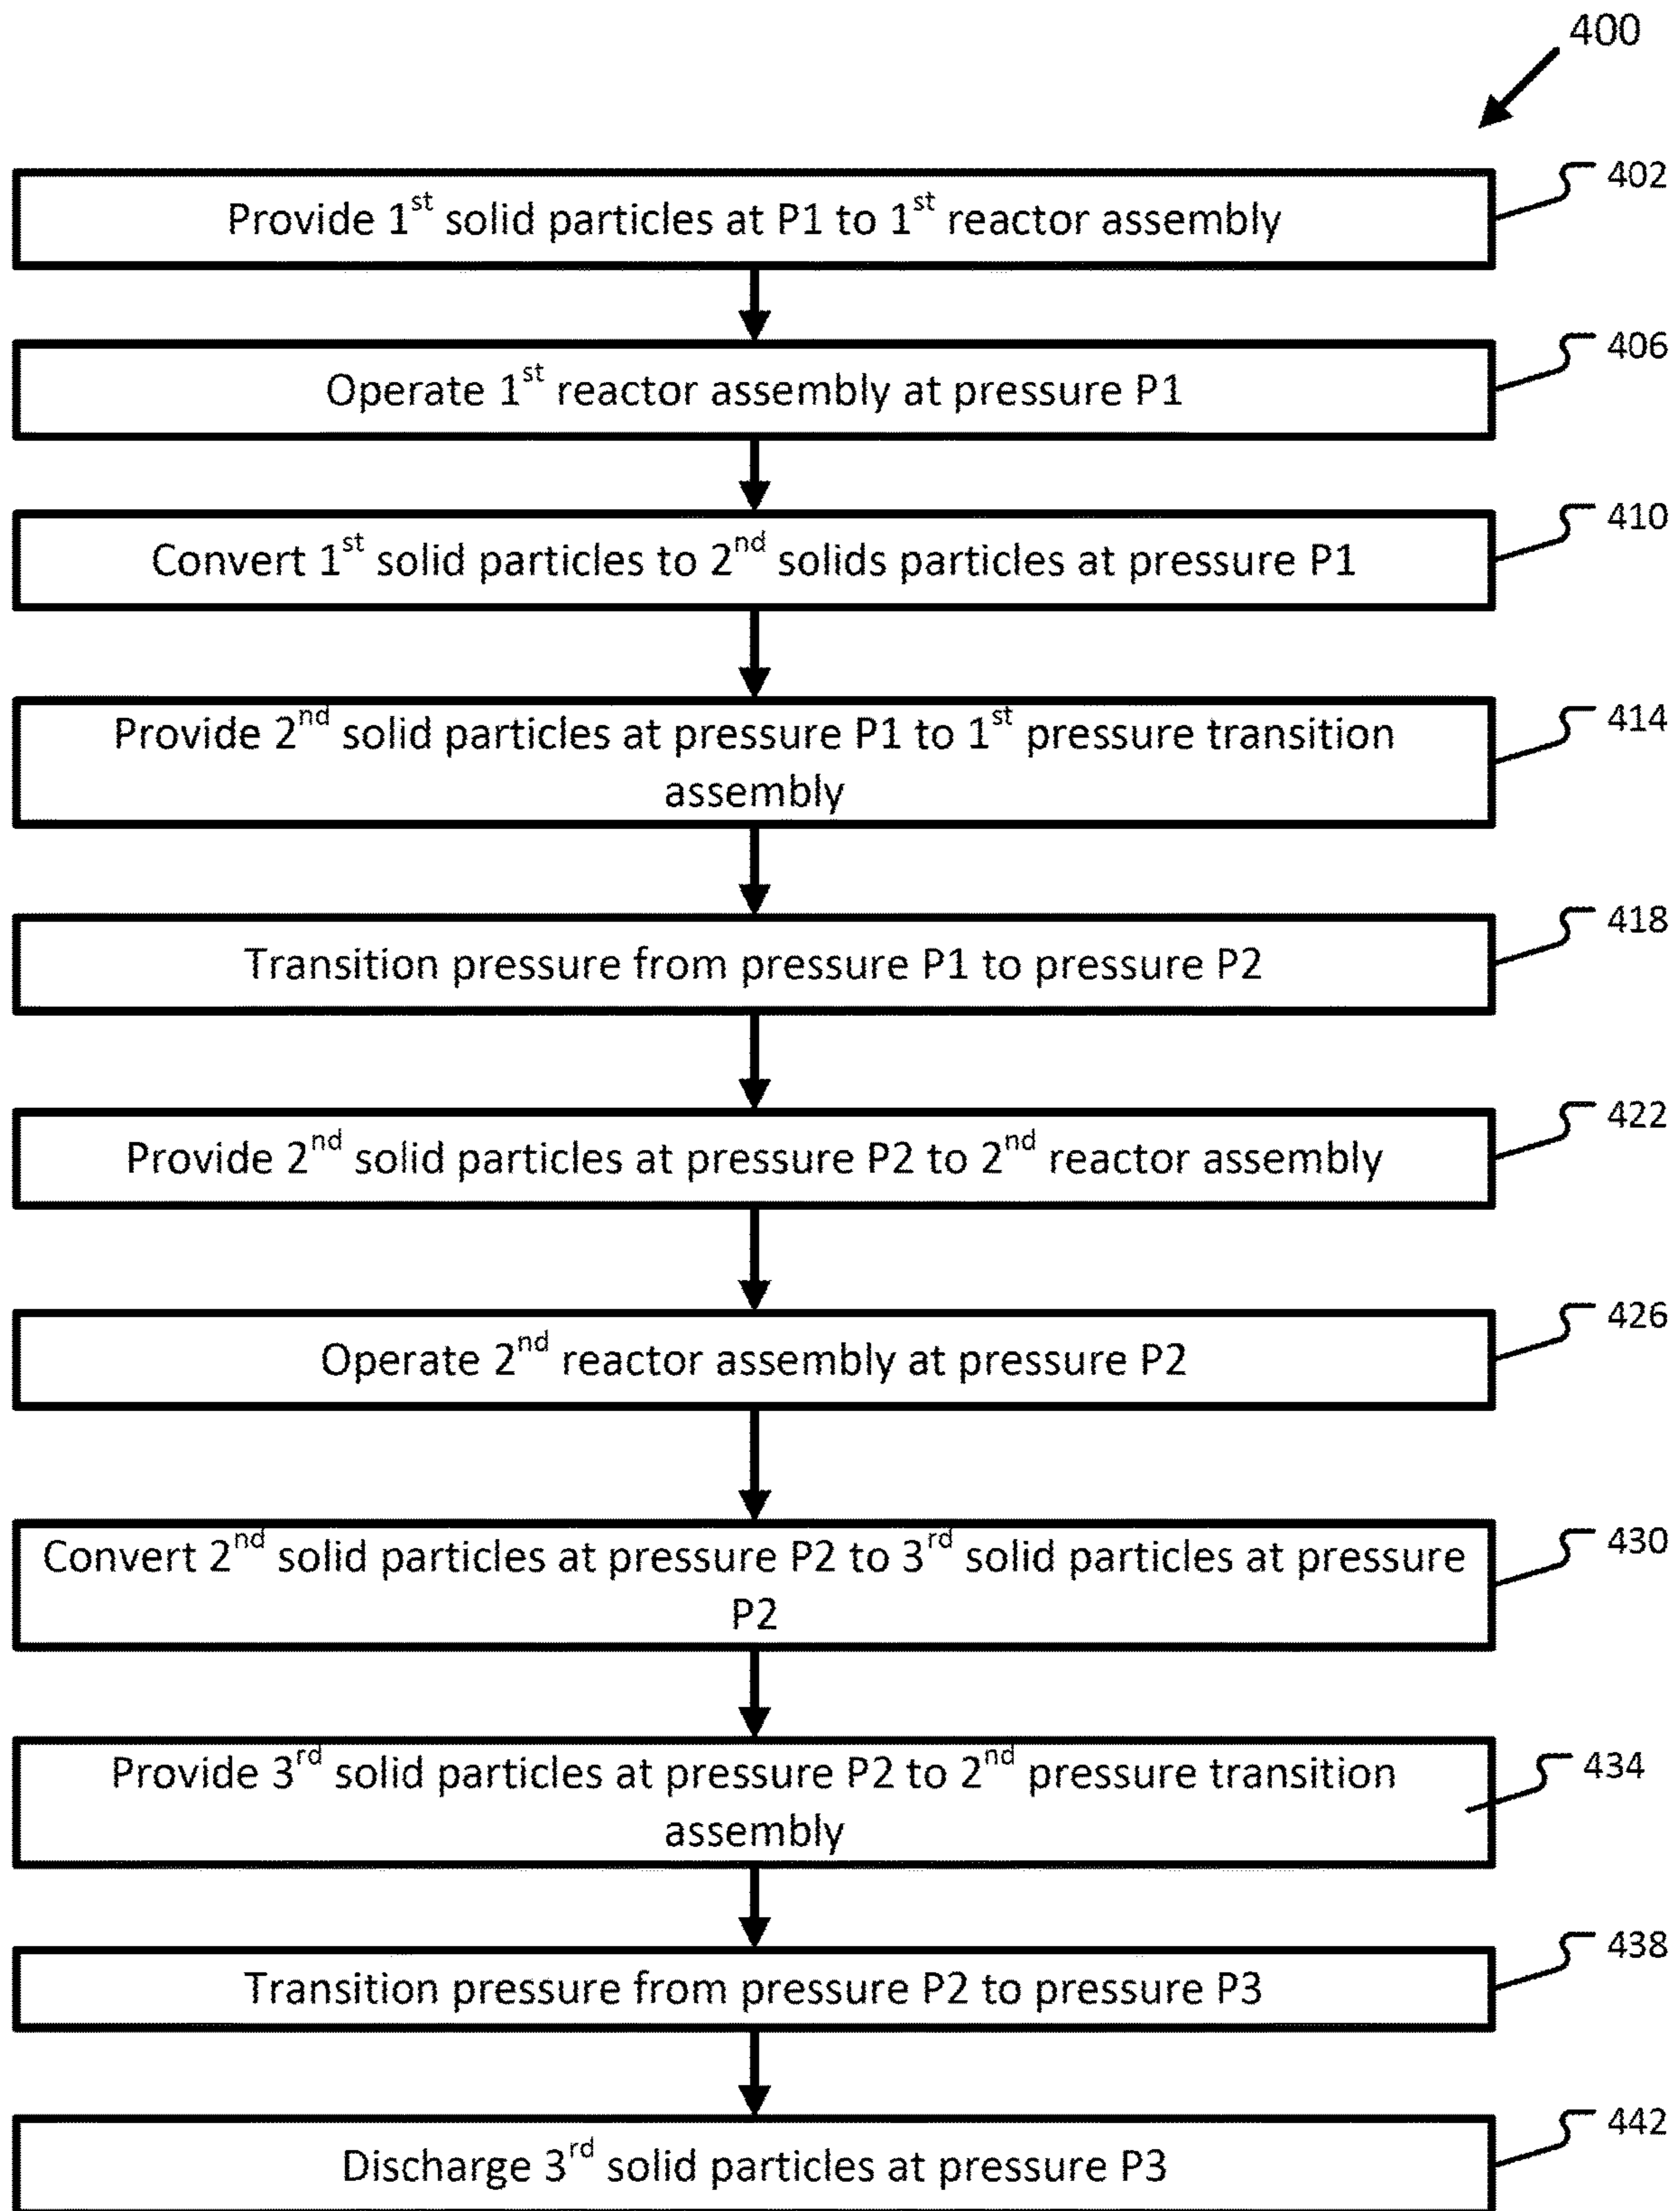 400
Provide 1st solid particles at P1 to 1st reactor assembly
402
Operate 1st reactor assembly at pressure P1
406
Convert 1st solid particles to 2nd solids particles at pressure P1
410
Provide 2nd solid particles at pressure P1 to 1st pressure transition
assembly
414
Transition pressure from pressure P1 to pressure P2
418
Provide 2nd solid particles at pressure P2 to 2nd reactor assembly
422
Operate 2nd reactor assembly at pressure P2
426
Convert 2nd solid particles at pressure P2 to 3rd solid particles at pressure
P2
430
Provide 3rd solid particles at pressure P2 to 2nd pressure transition
assembly
434
Transition pressure from pressure P2 to pressure P3
438
Discharge 3rd solid particles at pressure P3
442